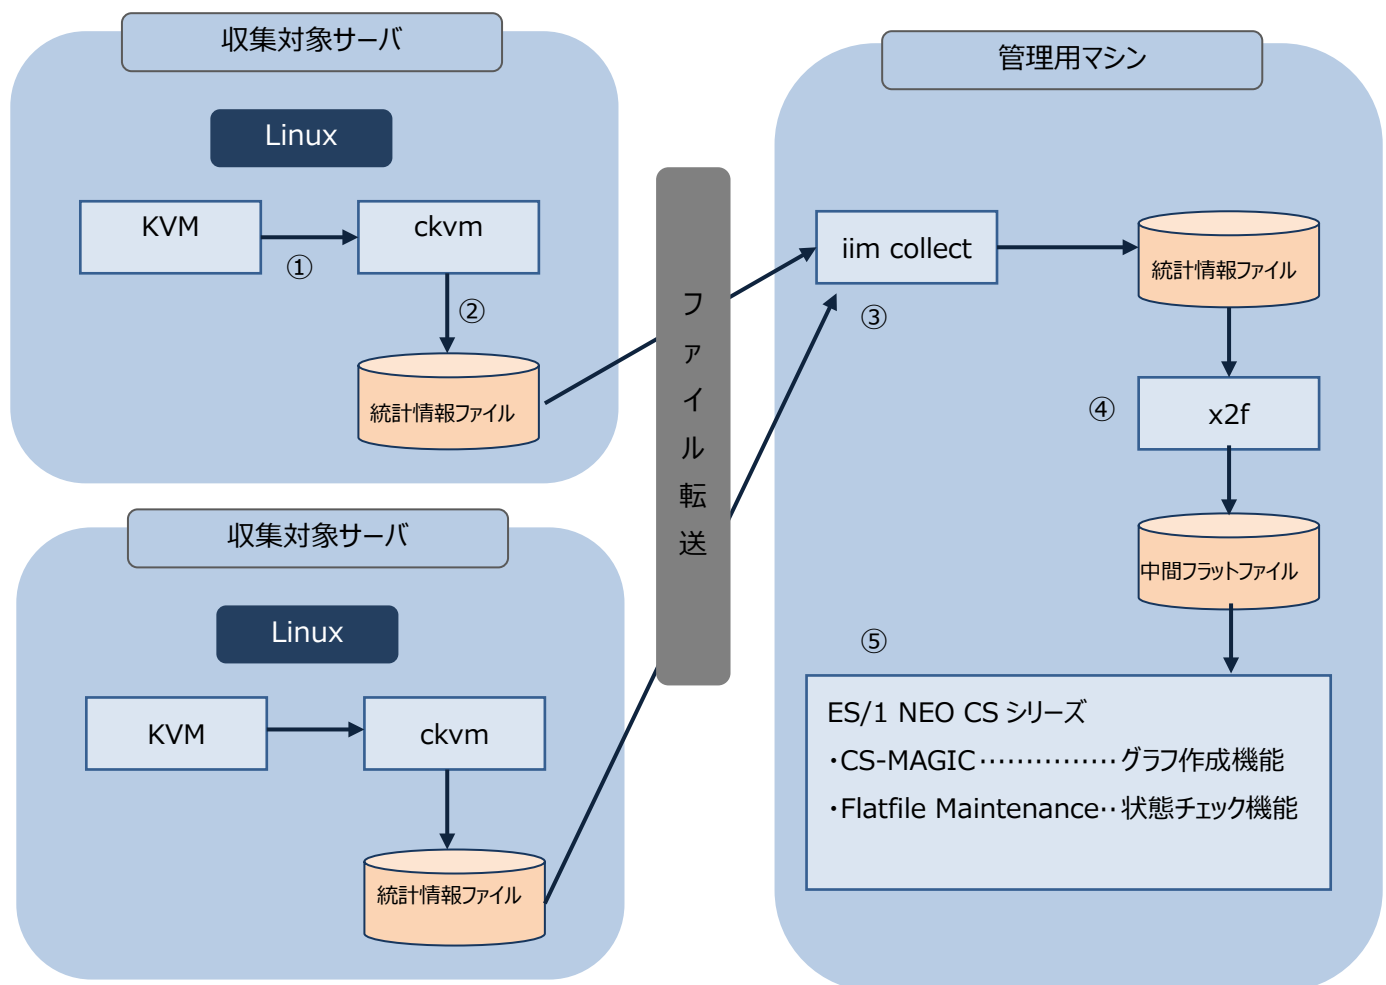 収集対象サーバ
Linux
KVM
ckvm
①
②
統計情報ファイル
収集対象サーバ
Linux
KVM
ckvm
統計情報ファイル
ファイル転送
管理用マシン
iim collect
③
統計情報ファイル
④
x2f
中間フラットファイル
⑤
ES/1 NEO CS シリーズ
・CS-MAGIC……………グラフ作成機能
・Flatfile Maintenance‥状態チェック機能